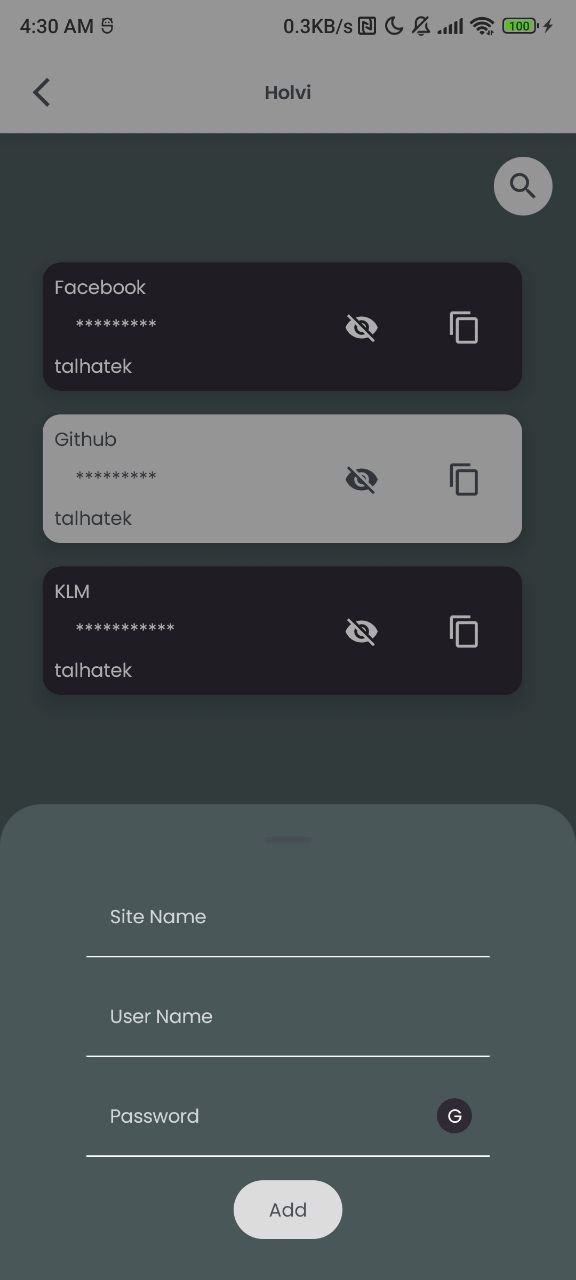 4:30 AM 0.3KB/s 100
Holvi
Facebook
*********
talhatek
Github
*********
talhatek
KLM
***********
talhatek
Site Name
User Name
Password G
Add